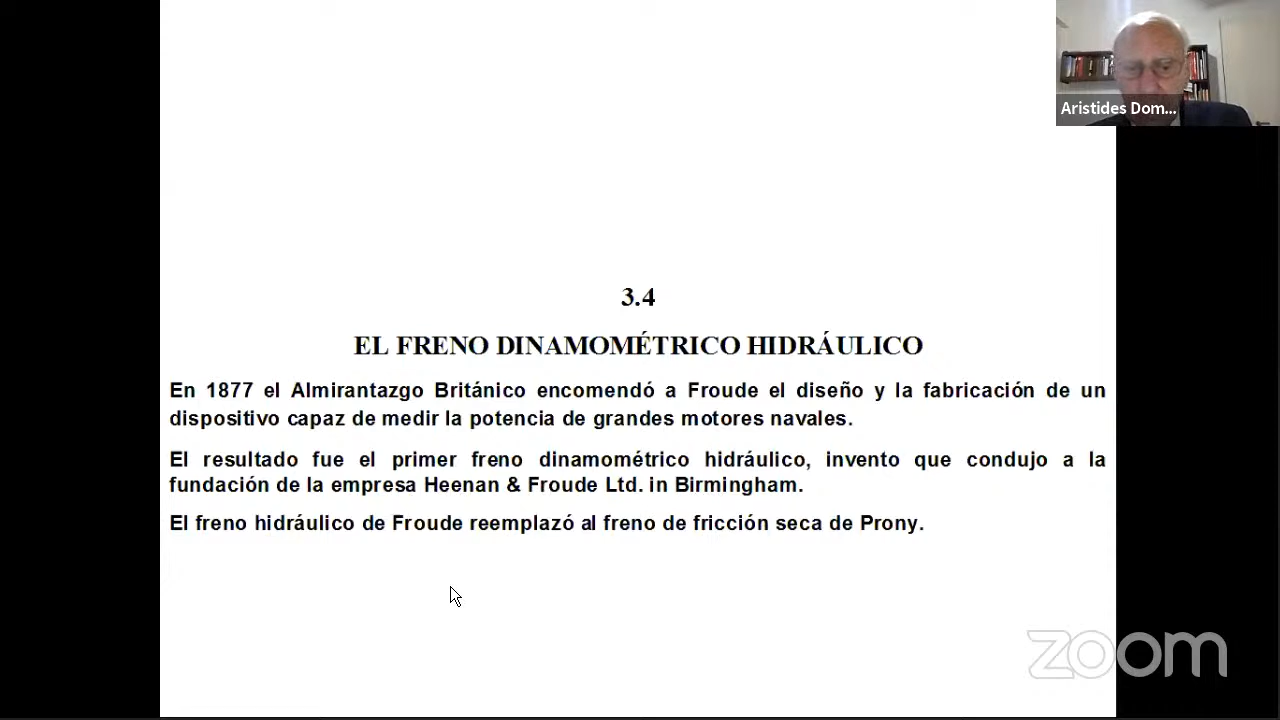 Aristides Dom...
3.4
EL FRENO DINAMOMÉTRICO HIDRÁULICO
En 1877 el Almirantazgo Británico encomendó a Froude el diseño y la fabricación de un
dispositivo capaz de medir la potencia de grandes motores navales.
El resultado fue el primer freno dinamométrico hidráulico, invento que condujo a la
fundación de la empresa Heenan & Froude Ltd. in Birmingham.
El freno hidráulico de Froude reemplazó al freno de fricción seca de Prony.
zoom